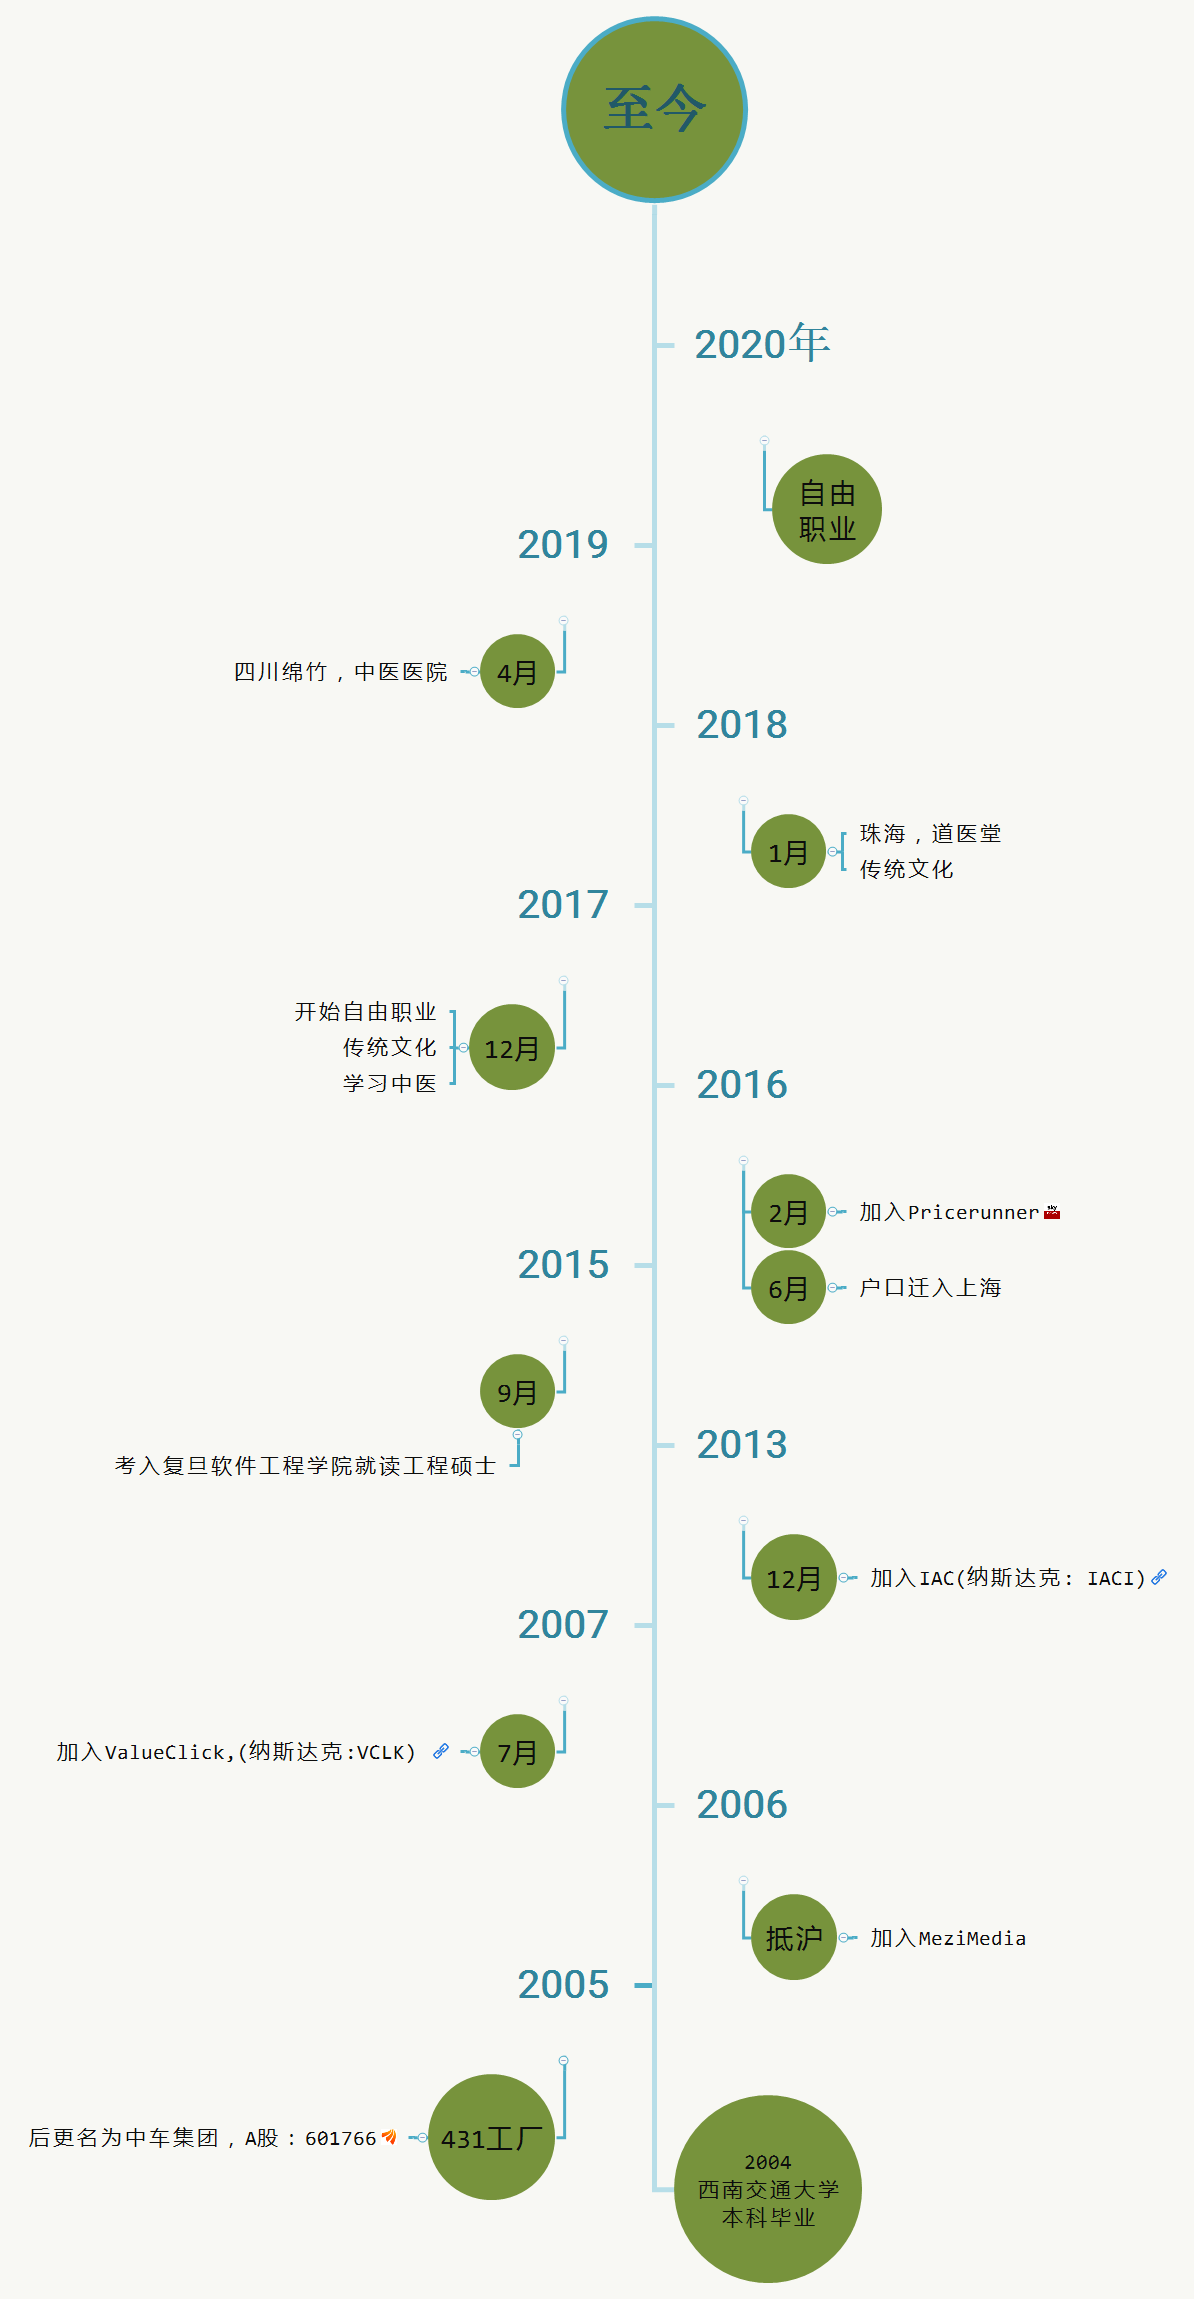 至今
2020年
自由
职业
2019
4月
四川绵竹，中医医院
2018
1月
珠海，道医堂
传统文化
2017
12月
开始自由职业
传统文化
学习中医
2016
2月
加入Pricerunner
6月
户口迁入上海
2015
9月
考入复旦软件工程学院就读工程硕士
2013
12月
加入IAC(纳斯达克: IACI)
2007
7月
加入ValueClick,(纳斯达克:VCLK)
2006
抵沪
加入MeziMedia
2005
431工厂
后更名为中车集团，A股：601766
2004
西南交通大学
本科毕业